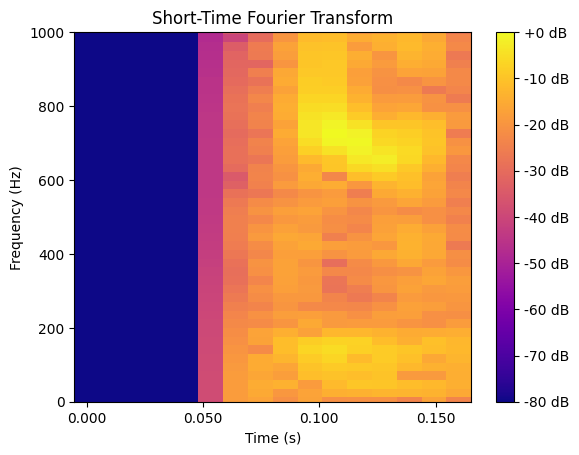 Short-Time Fourier Transform
1000
800
600
400
200
0
Frequency (Hz)
0.000
0.050
0.100
0.150
Time (s)
+0 dB
-10 dB
-20 dB
-30 dB
-40 dB
-50 dB
-60 dB
-70 dB
-80 dB